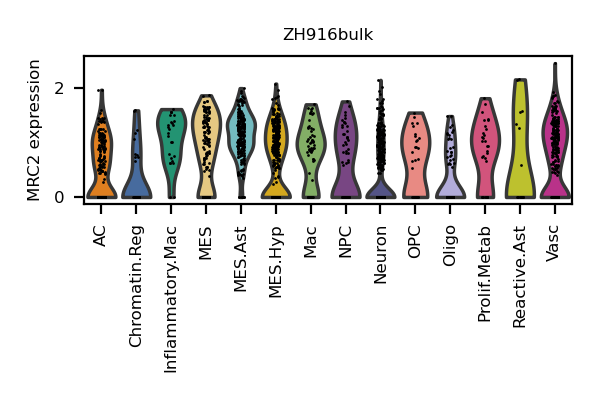 ZH916bulk
MRC2 expression
2
0
AC
Chromatin.Reg
Inflammatory.Mac
MES
MES.Ast
MES.Hyp
Mac
NPC
Neuron
OPC
Oligo
Prolif.Metab
Reactive.Ast
Vasc